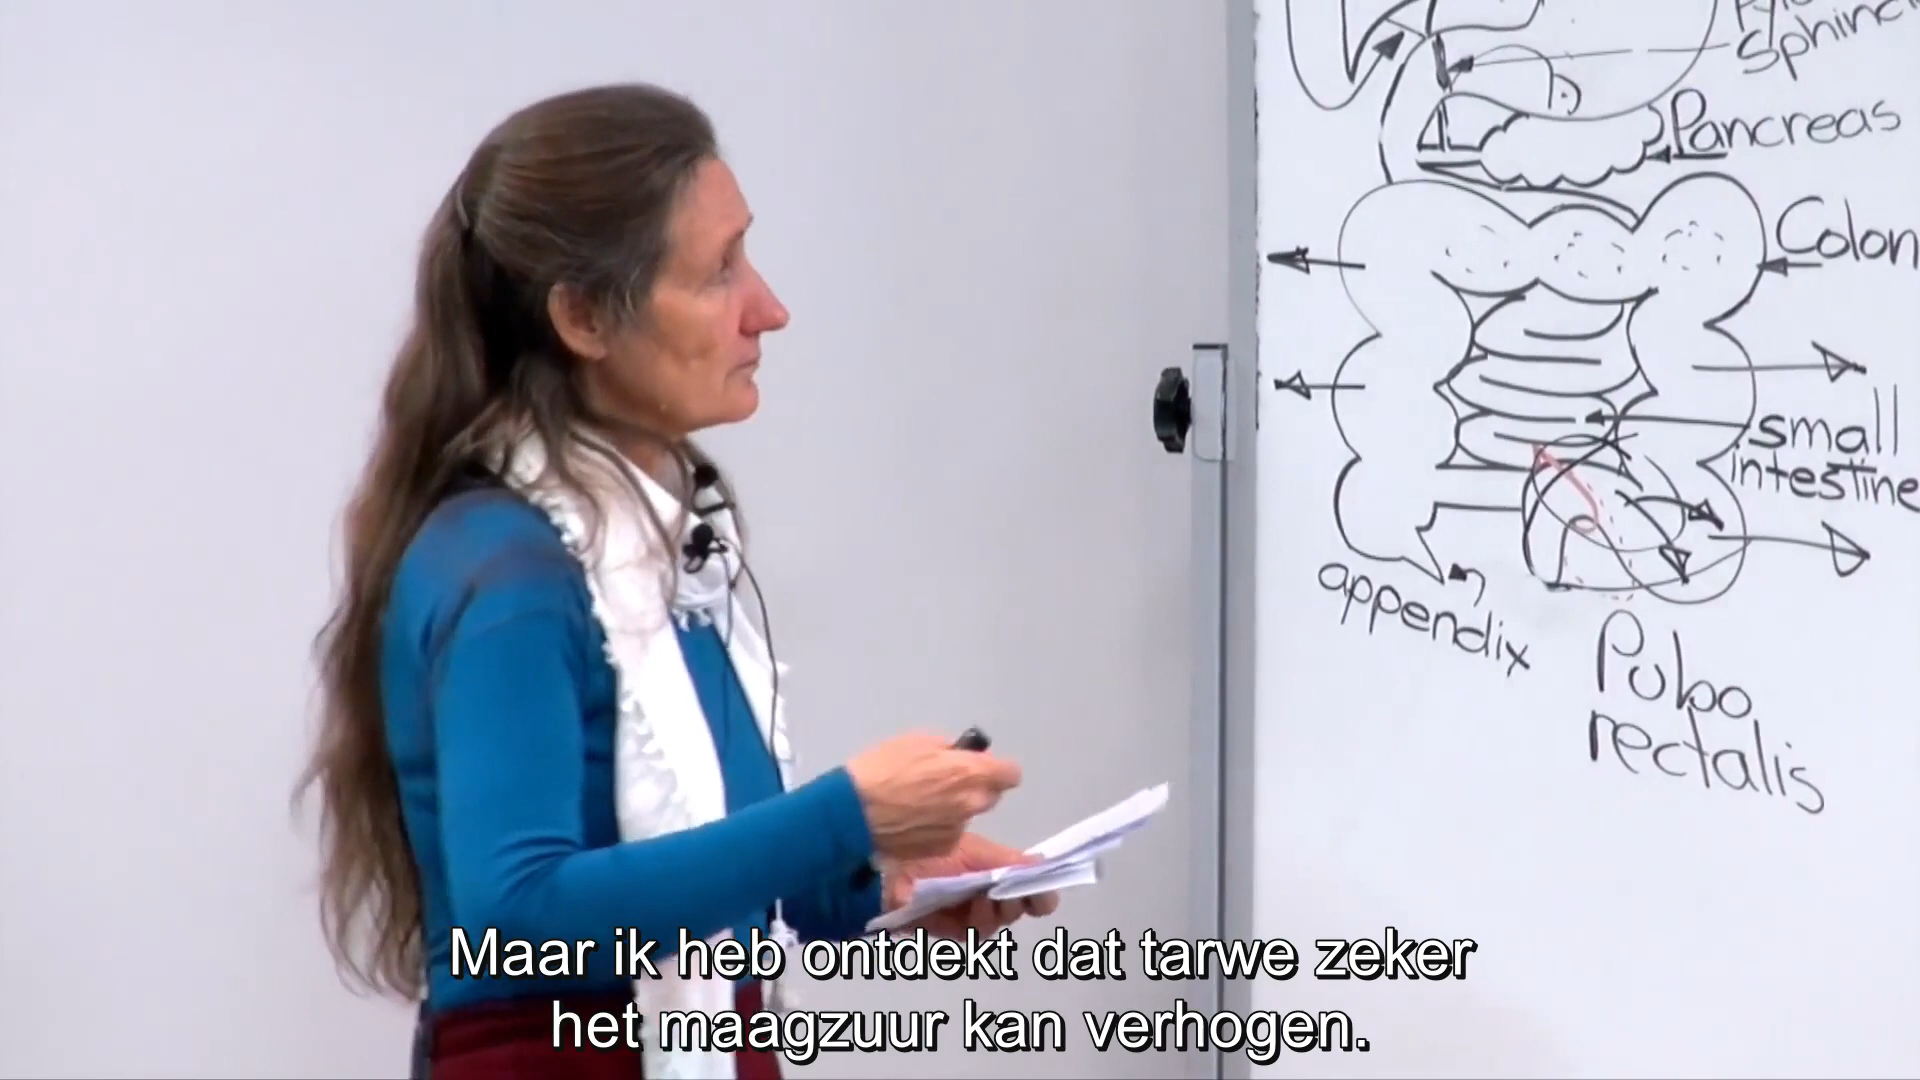 Sphinc
Pancreas
Colon
small
intestine
appendix
Pubo
rectalis
Maar ik heb ontdekt dat tarwe zeker
het maagzuur kan verhogen.